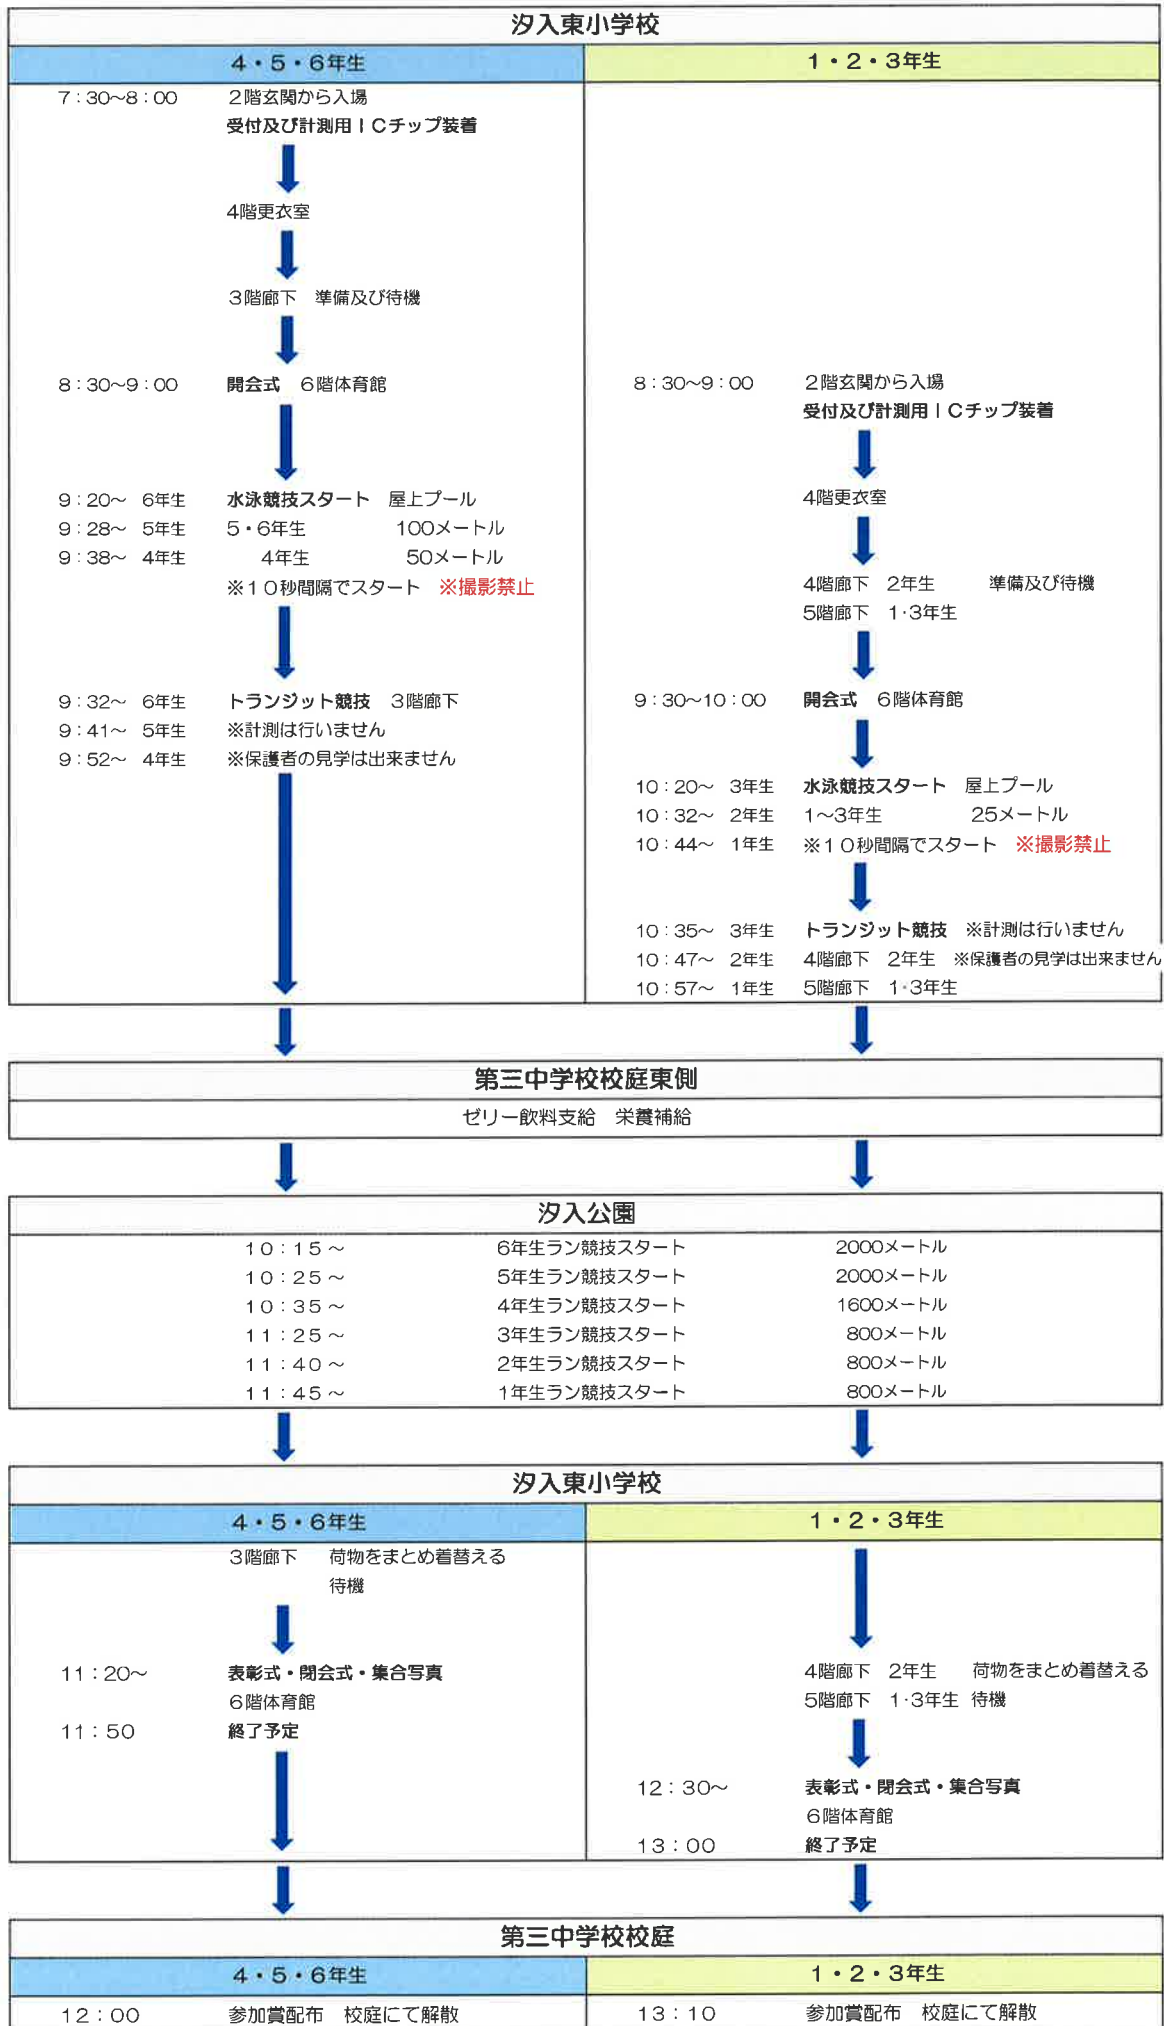 汐入東小学校
4・5・6年生
7：30～8：00 2階玄関から入場
受付及び計測用ＩＣチップ装着
4階更衣室
3階廊下 準備及び待機
8：30～9：00 開会式 6階体育館
9：20～ 6年生 水泳競技スタート 屋上プール
9：28～ 5年生 5・6年生 100メートル
9：38～ 4年生 4年生 50メートル
※１０秒間隔でスタート ※撮影禁止
9：32～ 6年生 トランジット競技 3階廊下
9：41～ 5年生 ※計測は行いません
9：52～ 4年生 ※保護者の見学は出来ません
1・2・3年生
8：30～9：00 2階玄関から入場
受付及び計測用ＩＣチップ装着
4階更衣室
4階廊下 2年生 準備及び待機
5階廊下 1・3年生
9：30～10：00 開会式 6階体育館
10：20～ 3年生 水泳競技スタート 屋上プール
10：32～ 2年生 1～3年生 25メートル
10：44～ 1年生 ※１０秒間隔でスタート ※撮影禁止
10：35～ 3年生 トランジット競技 ※計測は行いません
10：47～ 2年生 4階廊下 2年生 ※保護者の見学は出来ません
10：57～ 1年生 5階廊下 1・3年生
第三中学校校庭東側
ゼリー飲料支給 栄養補給
汐入公園
10：15～ 6年生ラン競技スタート 2000メートル
10：25～ 5年生ラン競技スタート 2000メートル
10：35～ 4年生ラン競技スタート 1600メートル
11：25～ 3年生ラン競技スタート 800メートル
11：40～ 2年生ラン競技スタート 800メートル
11：45～ 1年生ラン競技スタート 800メートル
汐入東小学校
4・5・6年生
3階廊下 荷物をまとめ着替える
待機
11：20～ 表彰式・閉会式・集合写真
6階体育館
11：50 終了予定
1・2・3年生
4階廊下 2年生 荷物をまとめ着替える
5階廊下 1・3年生 待機
12：30～ 表彰式・閉会式・集合写真
6階体育館
13：00 終了予定
第三中学校校庭
4・5・6年生
12：00 参加賞配布 校庭にて解散
1・2・3年生
13：10 参加賞配布 校庭にて解散